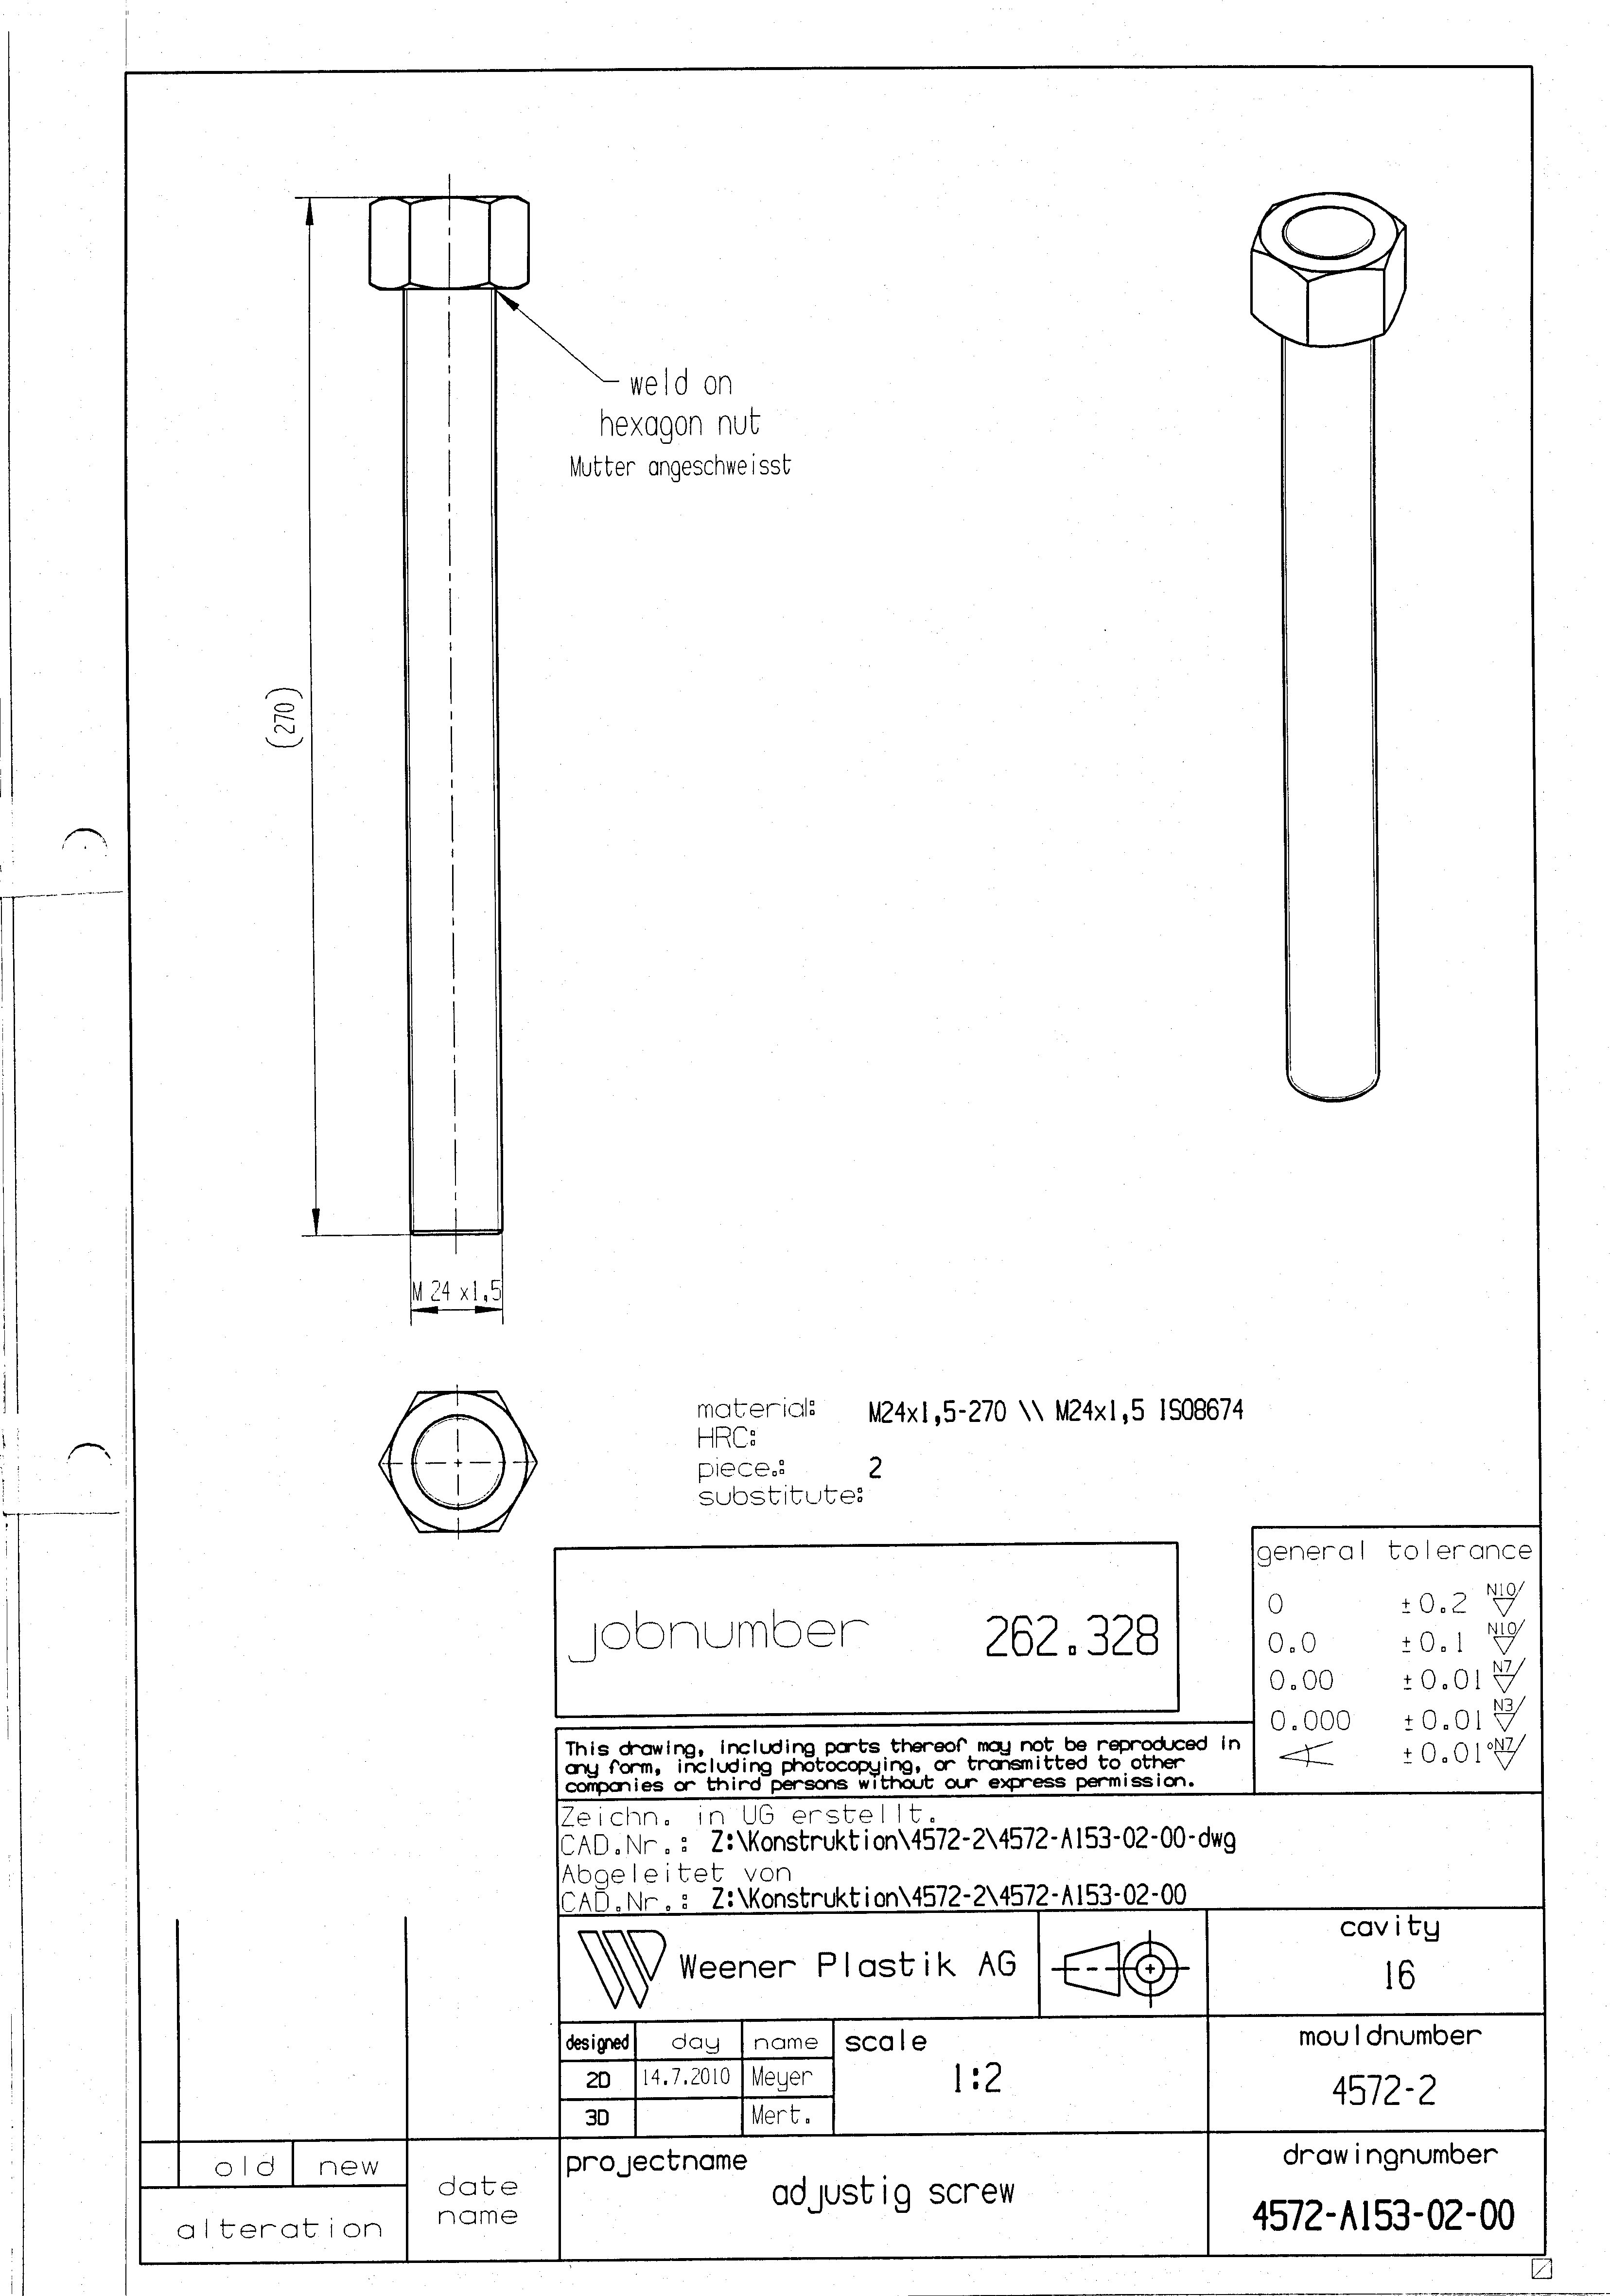 weld on
hexagon nut
Mutter angeschweisst
(270)
M 24 x1,5
material: M24x1,5-270 \\ M24x1,5 ISO8674
HRC:
piece.: 2
substitute:
general tolerance
0 ±0.2 N10/
0.0 ±0.1 N10/
0.00 ±0.01 N7/
0.000 ±0.01 N3/
±0.01° N7/
jobnumber 262.328
This drawing, including parts thereof may not be reproduced in
any form, including photocopying, or transmitted to other
companies or third persons without our express permission.
Zeichn. in UG erstellt.
CAD.Nr.: Z:\Konstruktion\4572-2\4572-A153-02-00-dwg
Abgeleitet von
CAD.Nr.: Z:\Konstruktion\4572-2\4572-A153-02-00
Weener Plastik AG
cavity
16
designed day name scale
2D 14.7.2010 Meyer 1:2
3D Mert.
mouldnumber
4572-2
old new
alteration
date
name
projectname
adjustig screw
drawingnumber
4572-A153-02-00